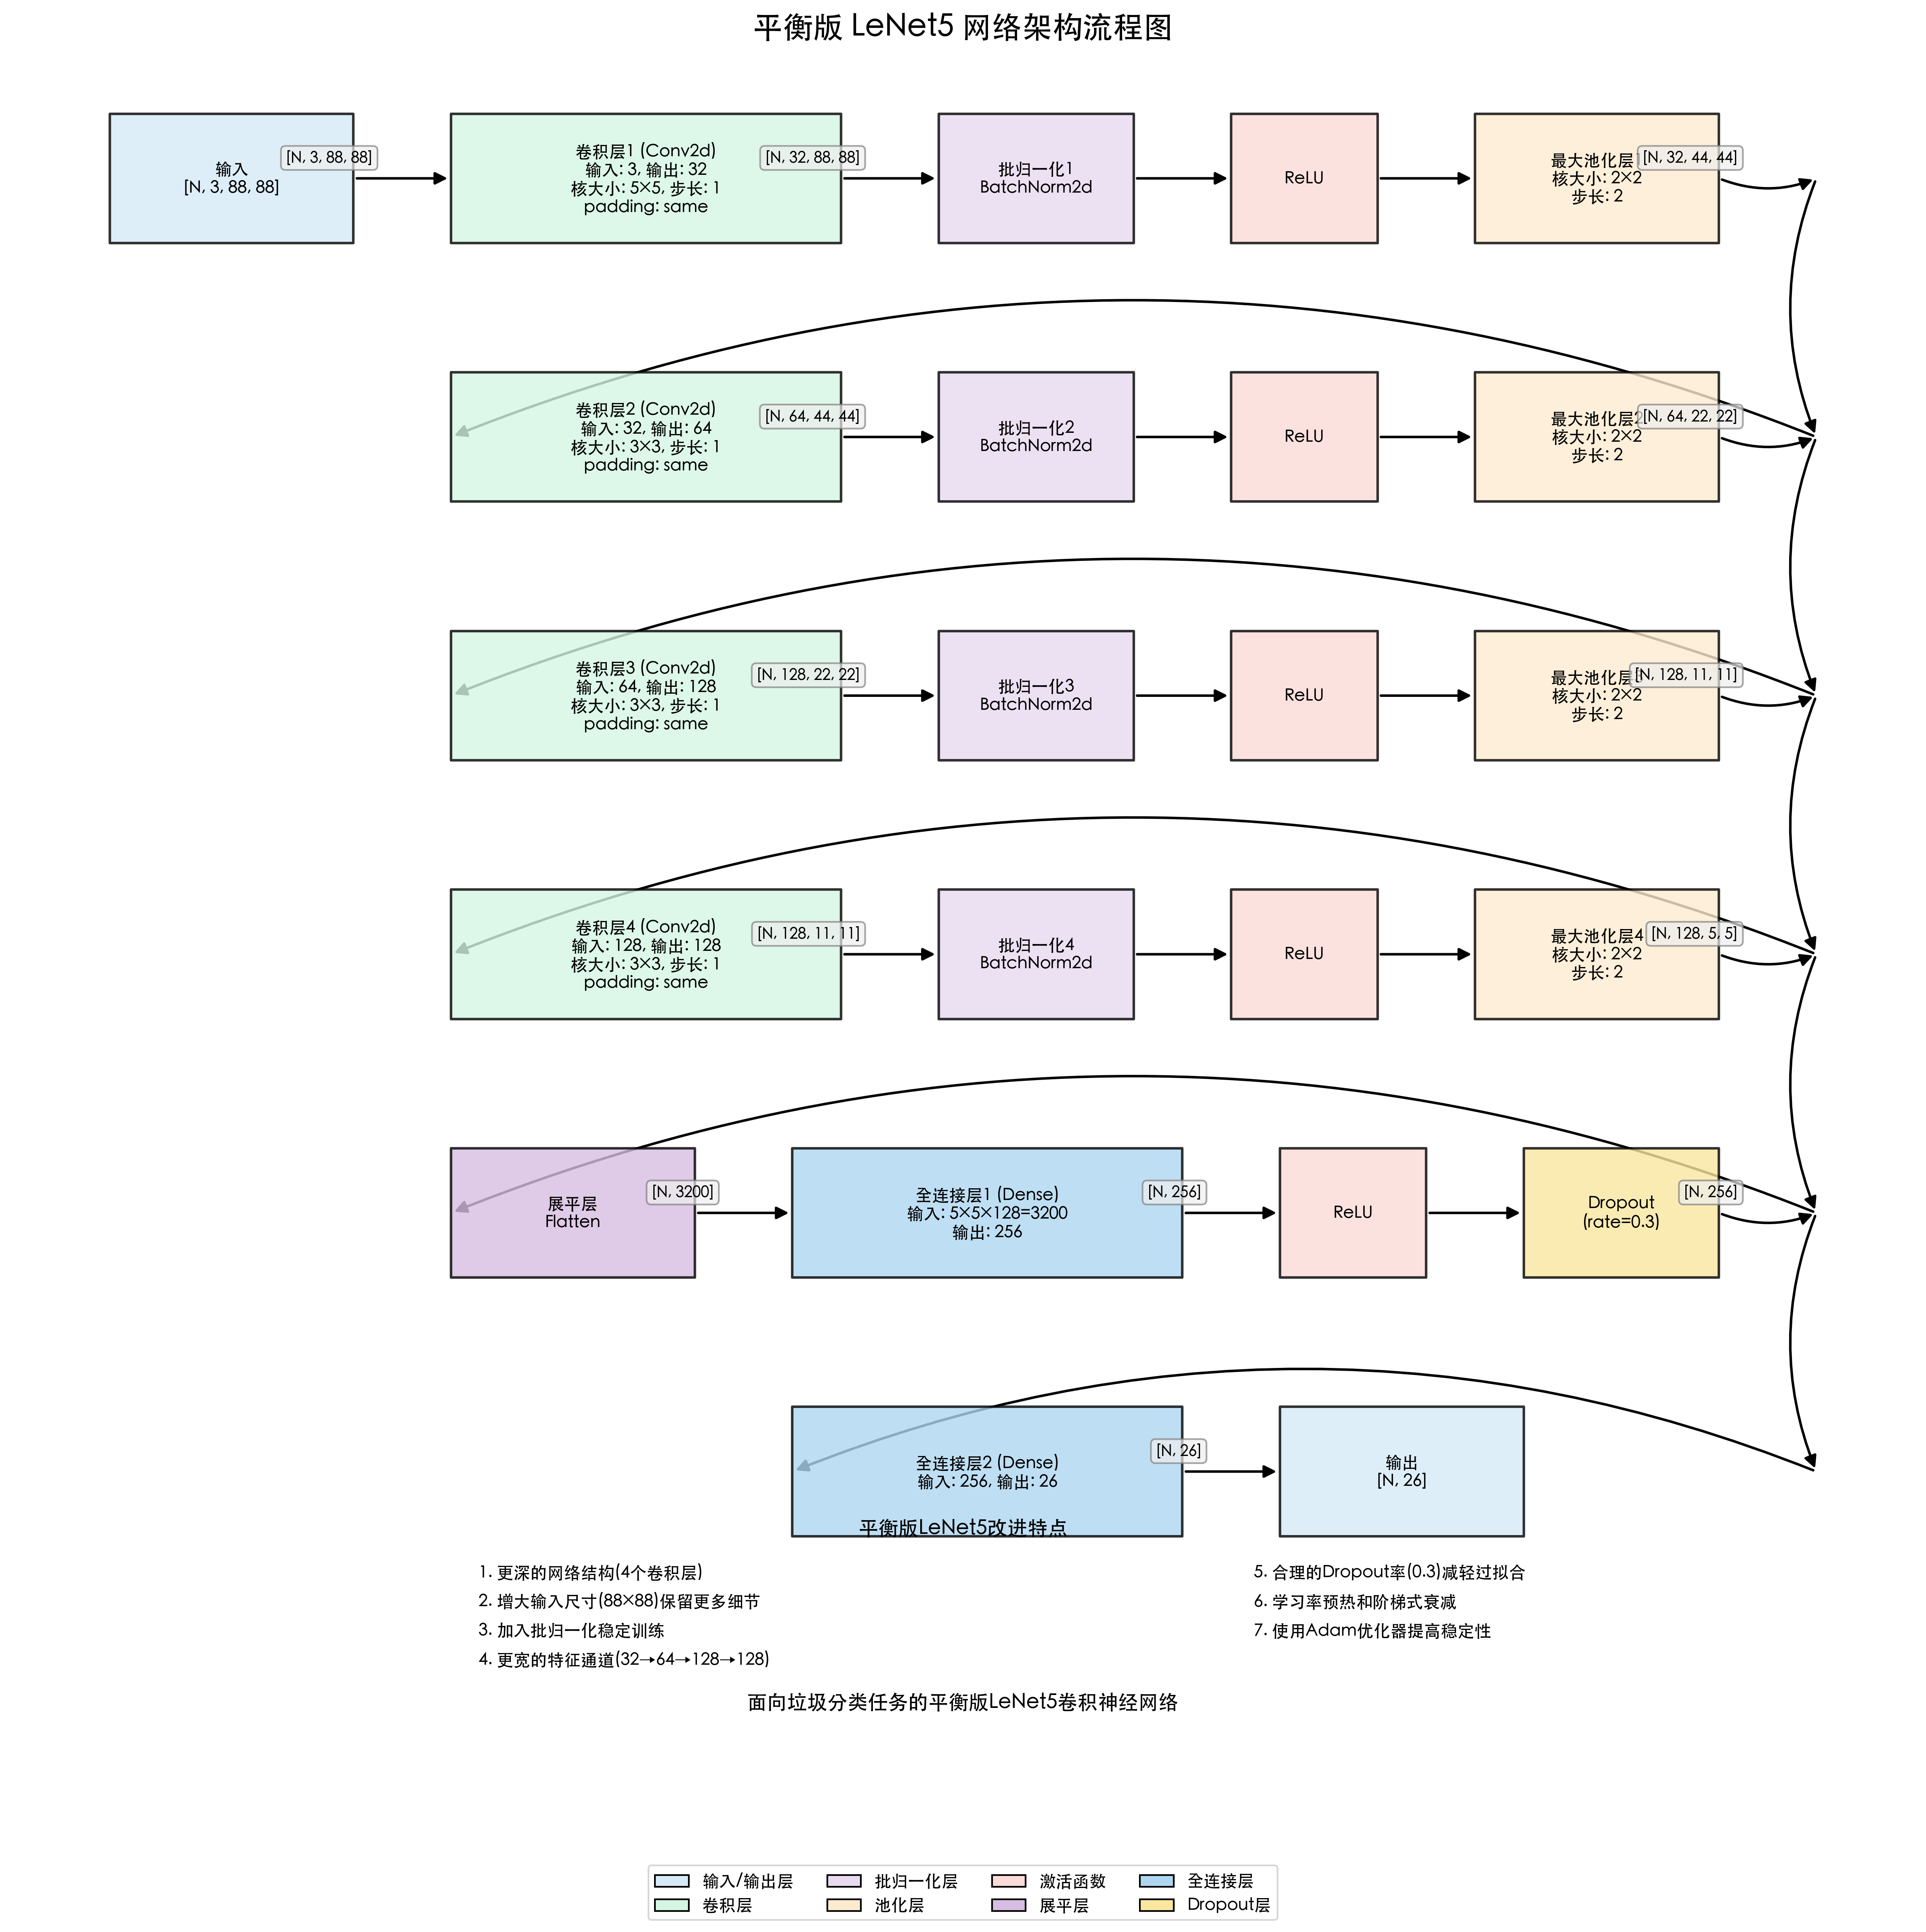 平衡版 LeNet5 网络架构流程图
输入
[N, 3, 88, 88]
[N, 3, 88, 88]
卷积层1 (Conv2d)
输入: 3, 输出: 32
核大小: 5×5, 步长: 1
padding: same
[N, 32, 88, 88]
批归一化1
BatchNorm2d
ReLU
最大池化层
核大小: 2×2
步长: 2
[N, 32, 44, 44]
卷积层2 (Conv2d)
输入: 32, 输出: 64
核大小: 3×3, 步长: 1
padding: same
[N, 64, 44, 44]
批归一化2
BatchNorm2d
ReLU
最大池化层2
核大小: 2×2
步长: 2
[N, 64, 22, 22]
卷积层3 (Conv2d)
输入: 64, 输出: 128
核大小: 3×3, 步长: 1
padding: same
[N, 128, 22, 22]
批归一化3
BatchNorm2d
ReLU
最大池化层
核大小: 2×2
步长: 2
[N, 128, 11, 11]
卷积层4 (Conv2d)
输入: 128, 输出: 128
核大小: 3×3, 步长: 1
padding: same
[N, 128, 11, 11]
批归一化4
BatchNorm2d
ReLU
最大池化层4
核大小: 2×2
步长: 2
[N, 128, 5, 5]
展平层
Flatten
[N, 3200]
全连接层1 (Dense)
输入: 5×5×128=3200
输出: 256
[N, 256]
ReLU
Dropout
(rate=0.3)
[N, 256]
全连接层2 (Dense)
输入: 256, 输出: 26
[N, 26]
输出
[N, 26]
平衡版LeNet5改进特点
1. 更深的网络结构(4个卷积层)
2. 增大输入尺寸(88×88)保留更多细节
3. 加入批归一化稳定训练
4. 更宽的特征通道(32→64→128→128)
5. 合理的Dropout率(0.3)减轻过拟合
6. 学习率预热和阶梯式衰减
7. 使用Adam优化器提高稳定性
面向垃圾分类任务的平衡版LeNet5卷积神经网络
输入/输出层
卷积层
批归一化层
池化层
激活函数
展平层
全连接层
Dropout层